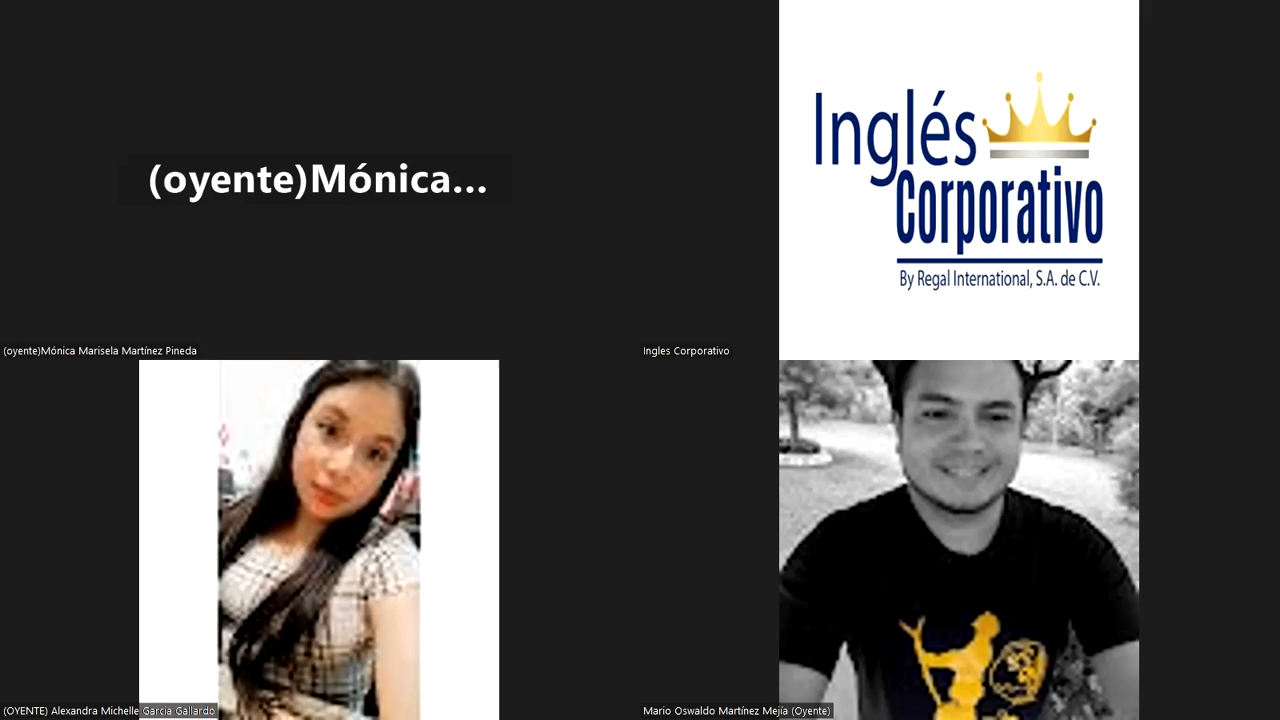 (oyente)Mónica...
(oyente)Mónica Marisela Martínez Pineda
Inglés
Corporativo
By Regal International, S.A. de C.V.
Ingles Corporativo
(OYENTE) Alexandra Michelle Garcia Gallardo
Mario Oswaldo Martínez Mejía (Oyente)